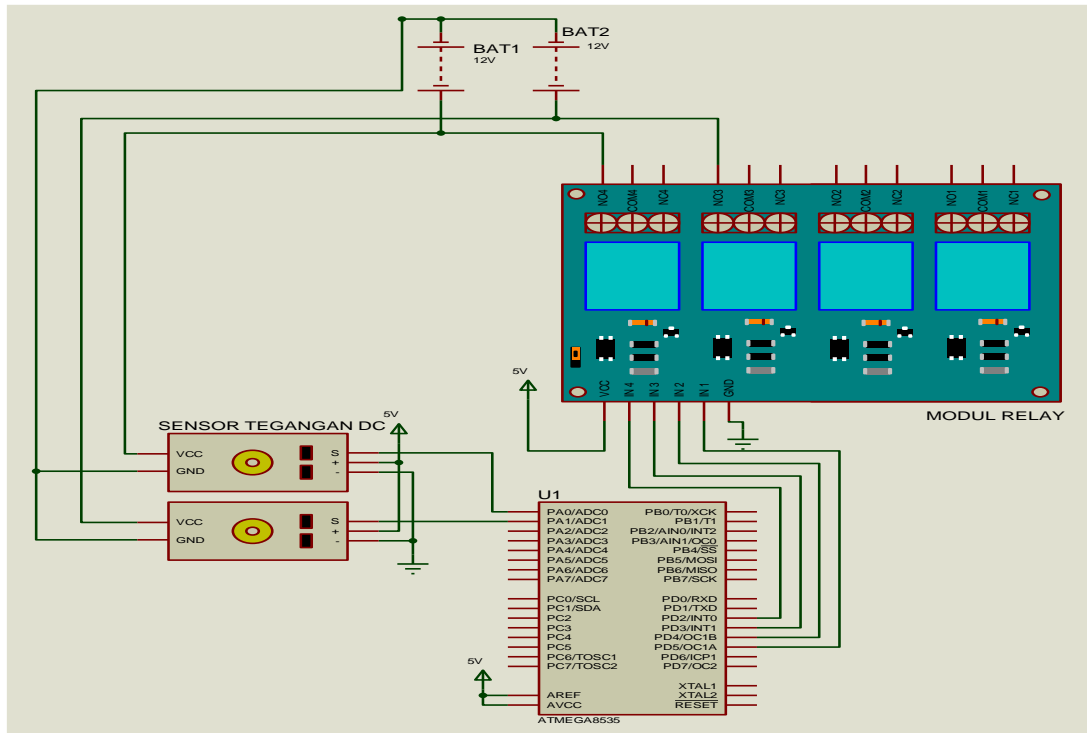 BAT1
12V
BAT2
12V
NO4
COM4
NC4
NO3
COM3
NC3
NO2
COM2
NC2
NO1
COM1
NC1
5V
VCC
IN 4
IN 3
IN 2
IN 1
GND
MODUL RELAY
SENSOR TEGANGAN DC
5V
VCC
GND
S
+
-
VCC
GND
S
+
-
U1
PA0/ADC0
PA1/ADC1
PA2/ADC2
PA3/ADC3
PA4/ADC4
PA5/ADC5
PA6/ADC6
PA7/ADC7
PC0/SCL
PC1/SDA
PC2
PC3
PC4
PC5
PC6/TOSC1
PC7/TOSC2
AREF
AVCC
PB0/T0/XCK
PB1/T1
PB2/AIN0/INT2
PB3/AIN1/OC0
PB4/SS
PB5/MOSI
PB6/MISO
PB7/SCK
PD0/RXD
PD1/TXD
PD2/INT0
PD3/INT1
PD4/OC1B
PD5/OC1A
PD6/ICP1
PD7/OC2
XTAL1
XTAL2
RESET
5V
ATMEGA8535